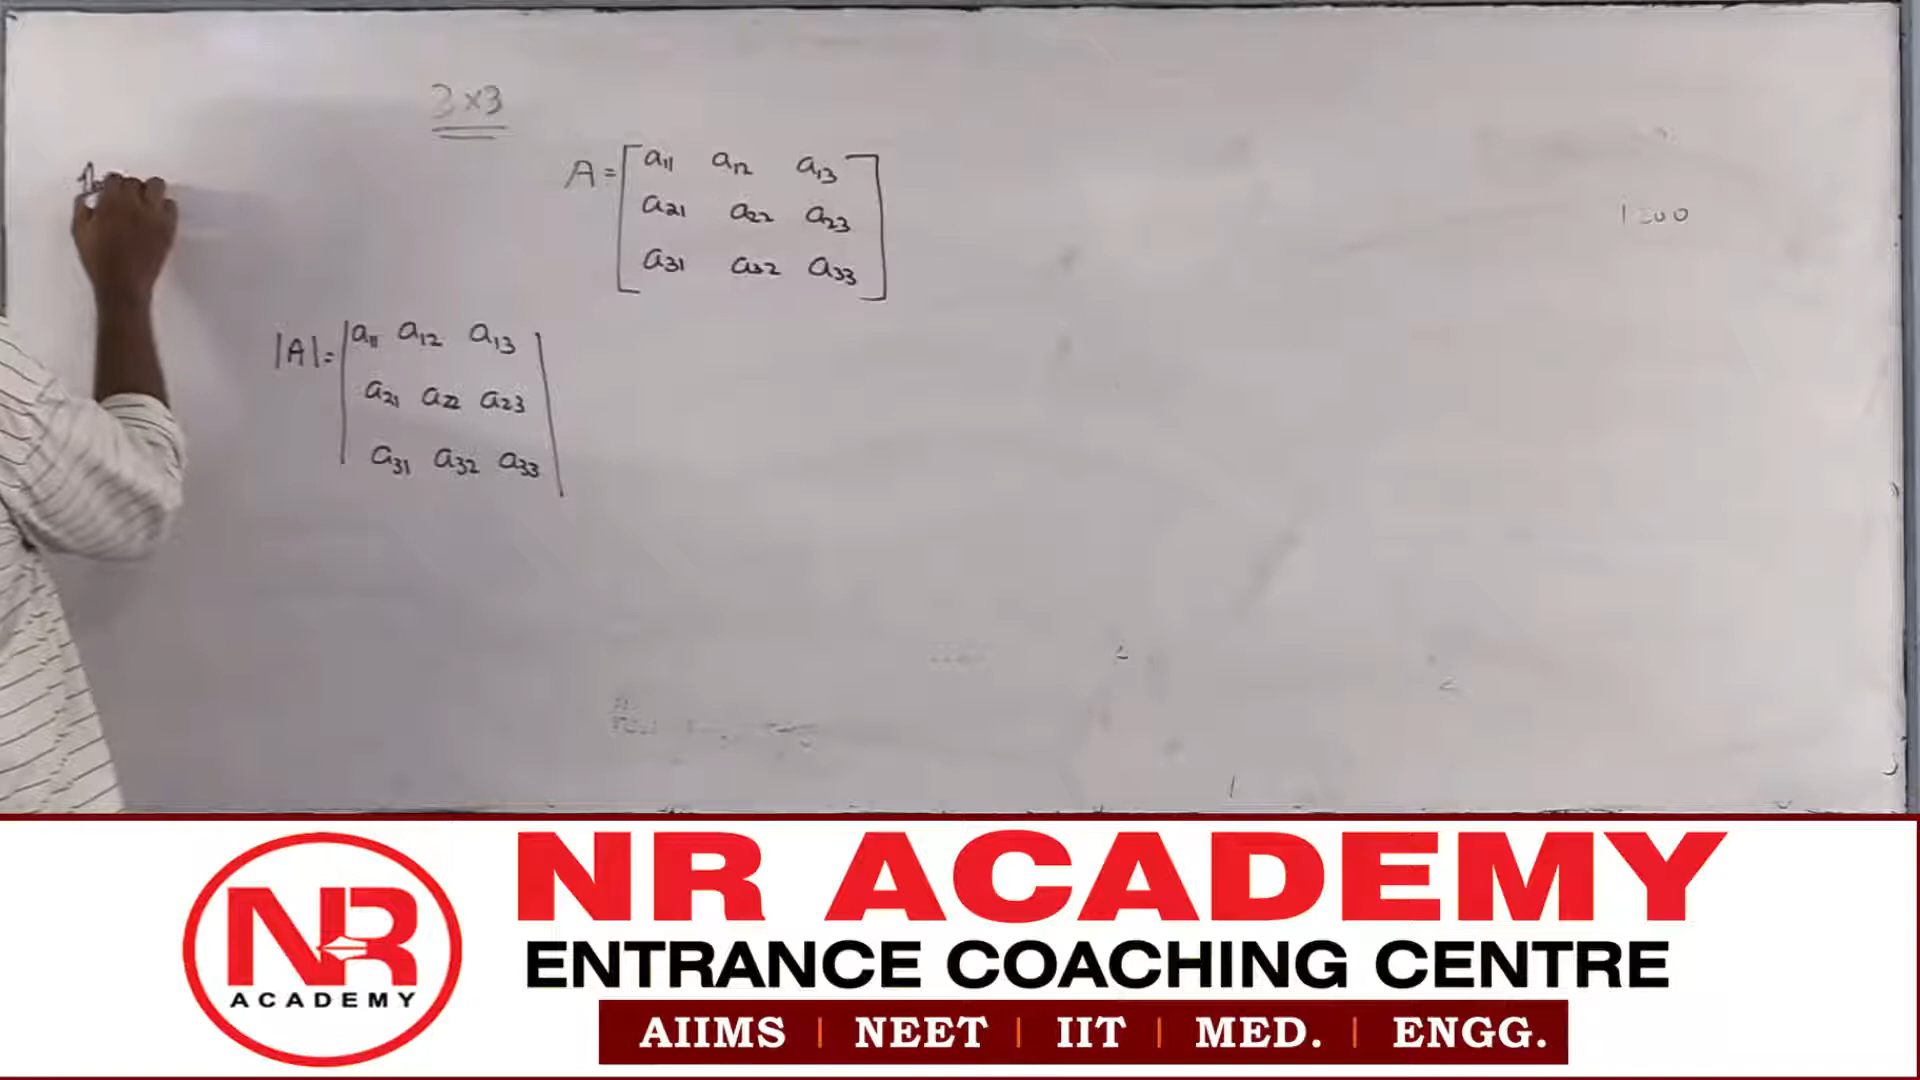 3×3
A = [ a11 a12 a13
a21 a22 a23
a31 a32 a33 ]
|A| = | a11 a12 a13
a21 a22 a23
a31 a32 a33 |
NR
ACADEMY
NR ACADEMY
ENTRANCE COACHING CENTRE
AIIMS | NEET | IIT | MED. | ENGG.